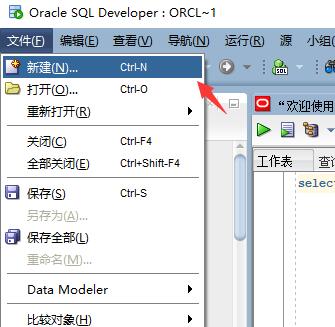 Oracle SQL Developer : ORCL~1
文件(F) 编辑(E) 查看(V) 导航(N) 运行(R) 源 小组(
新建(N)... Ctrl-N
打开(O)... Ctrl-O
重新打开(R)
关闭(C) Ctrl-F4
全部关闭(E) Ctrl+Shift-F4
保存(S) Ctrl-S
另存为(A)...
保存全部(L)
重命名(M)...
Data Modeler
比较对象(H)
SQL
"欢迎使用
工作表 查询
selec